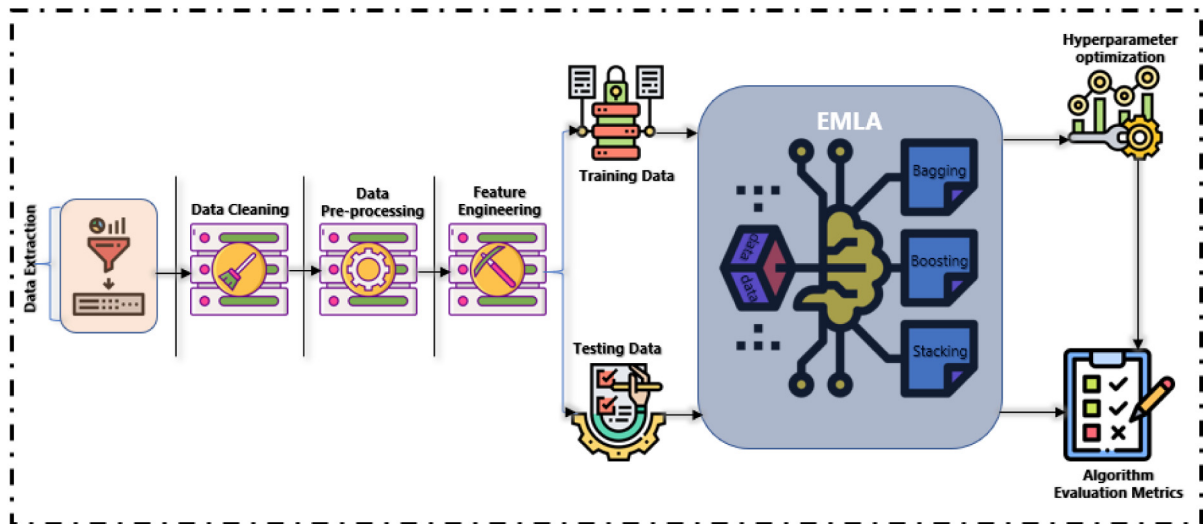 Data Extraction
Data Cleaning
Data
Pre-processing
Feature
Engineering
Training Data
Testing Data
EMLA
data
data
Bagging
Boosting
Stacking
Hyperparameter
optimization
Algorithm
Evaluation Metrics